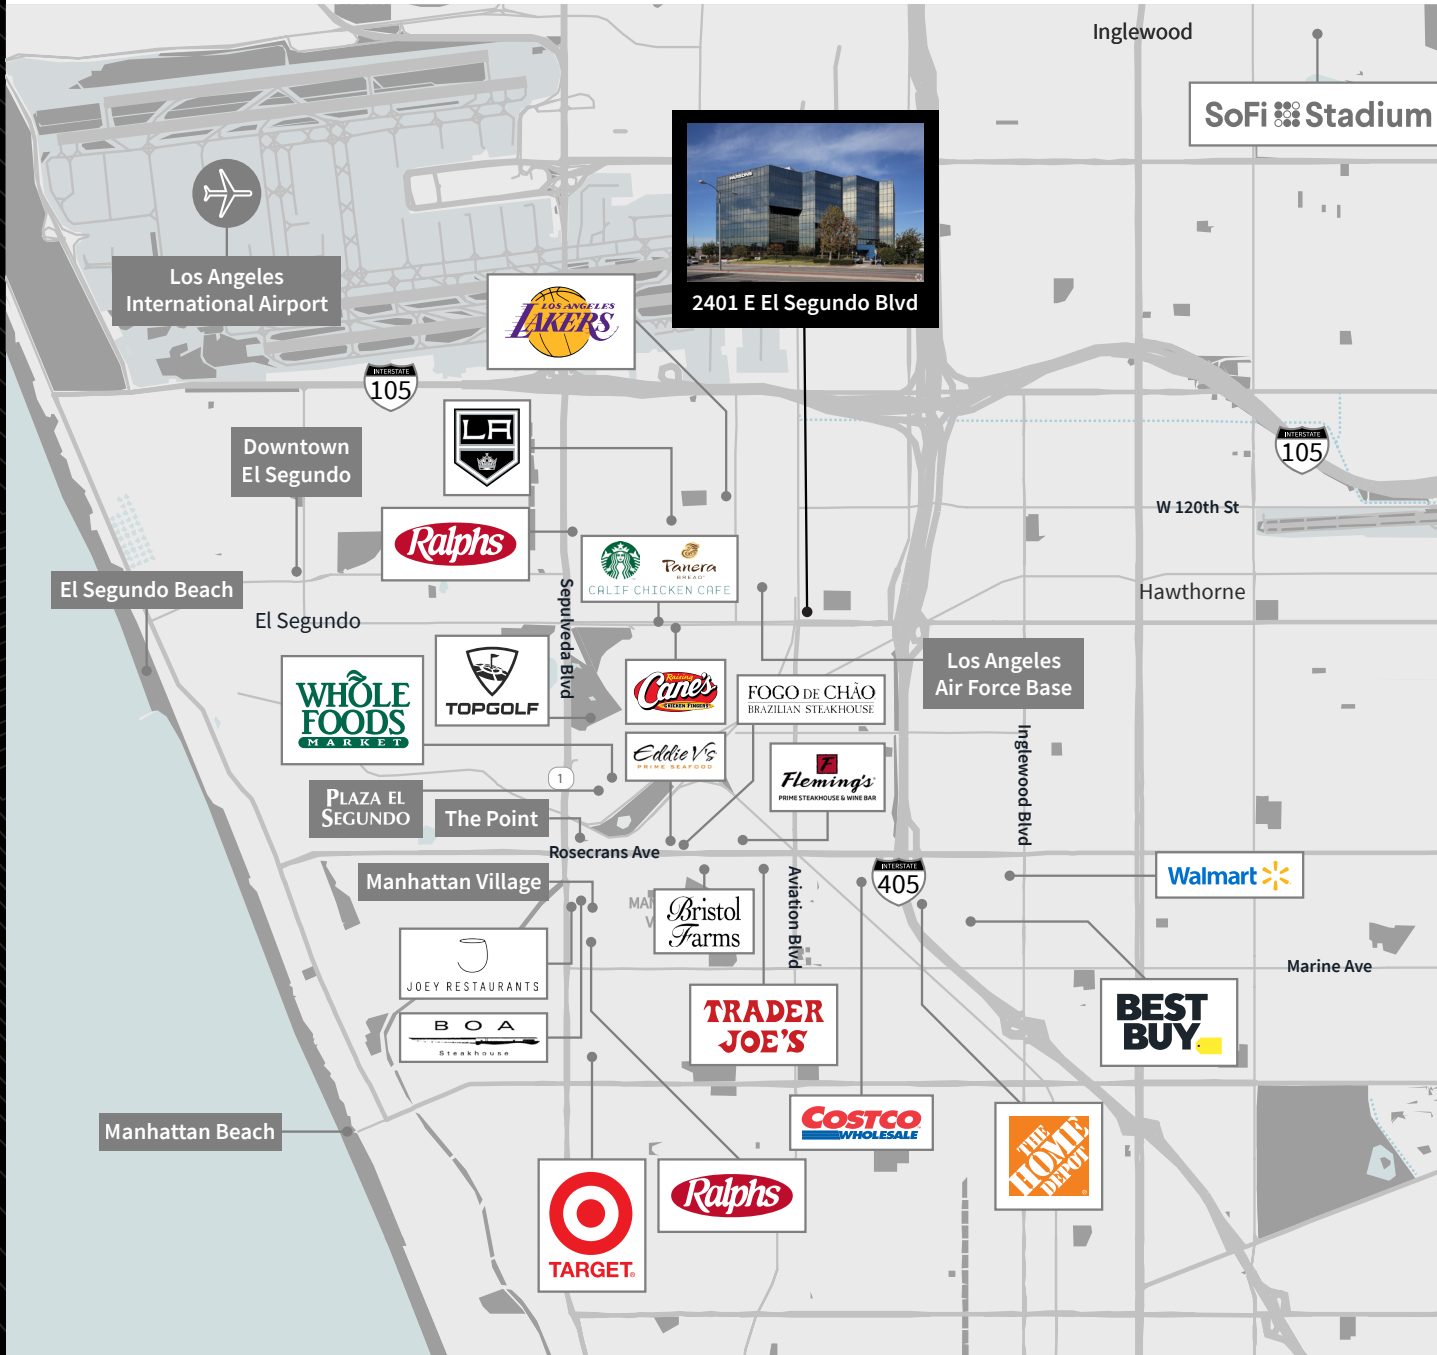 Inglewood
SoFi Stadium
PARSONS
2401 E El Segundo Blvd
Los Angeles
International Airport
LOS ANGELES
LAKERS
INTERSTATE
105
LA
Downtown
El Segundo
INTERSTATE
105
W 120th St
Ralphs
Panera
BREAD
CALIF CHICKEN CAFE
El Segundo Beach
Hawthorne
El Segundo
Sepulveda Blvd
Los Angeles
Air Force Base
WHOLE
FOODS
MARKET
TOPGOLF
Raising
Cane's
CHICKEN FINGERS
FOGO DE CHÃO
BRAZILIAN STEAKHOUSE
Eddie V's
PRIME SEAFOOD
F
Fleming's
PRIME STEAKHOUSE & WINE BAR
Inglewood Blvd
1
PLAZA EL
SEGUNDO
The Point
Rosecrans Ave
INTERSTATE
405
Walmart
Manhattan Village
MAN
V
Bristol
Farms
Aviation Blvd
JOEY RESTAURANTS
Marine Ave
BOA
Steakhouse
TRADER
JOE'S
BEST
BUY
COSTCO
WHOLESALE
Manhattan Beach
THE
HOME
DEPOT
Ralphs
TARGET